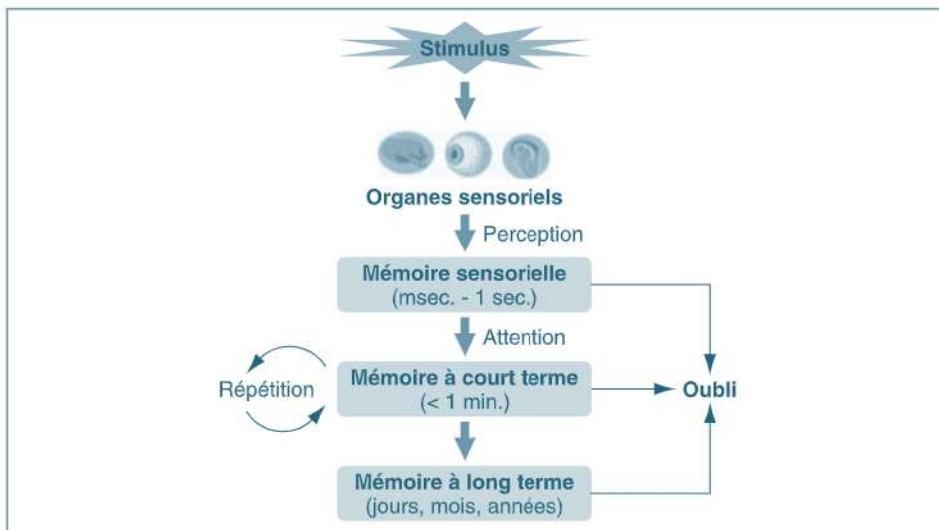 Stimulus
Organes sensoriels
Perception
Mémoire sensorielle
(msec. - 1 sec.)
Attention
Répétition
Mémoire à court terme
(< 1 min.)
Oubli
Mémoire à long terme
(jours, mois, années)